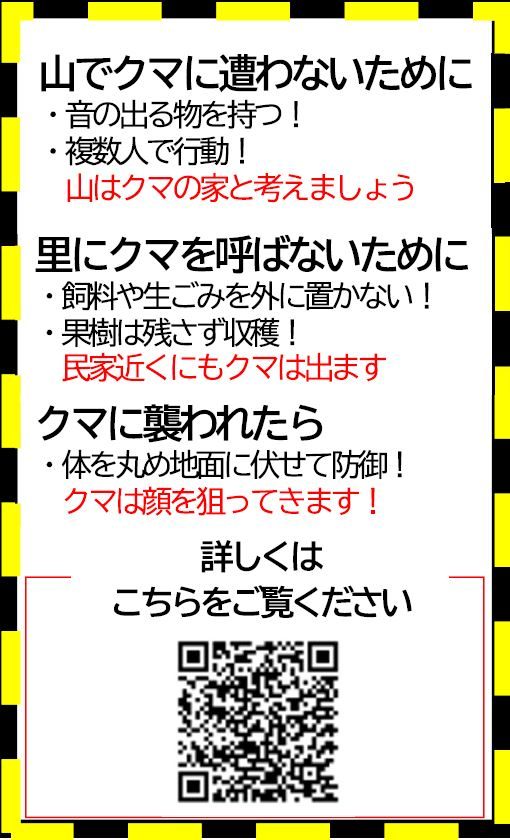 山でクマに遭わないために
・音の出る物を持つ！
・複数人で行動！
山はクマの家と考えましょう
里にクマを呼ばないために
・飼料や生ごみを外に置かない！
・果樹は残さず収穫！
民家近くにもクマは出ます
クマに襲われたら
・体を丸め地面に伏せて防御！
クマは顔を狙ってきます！
詳しくは
こちらをご覧ください